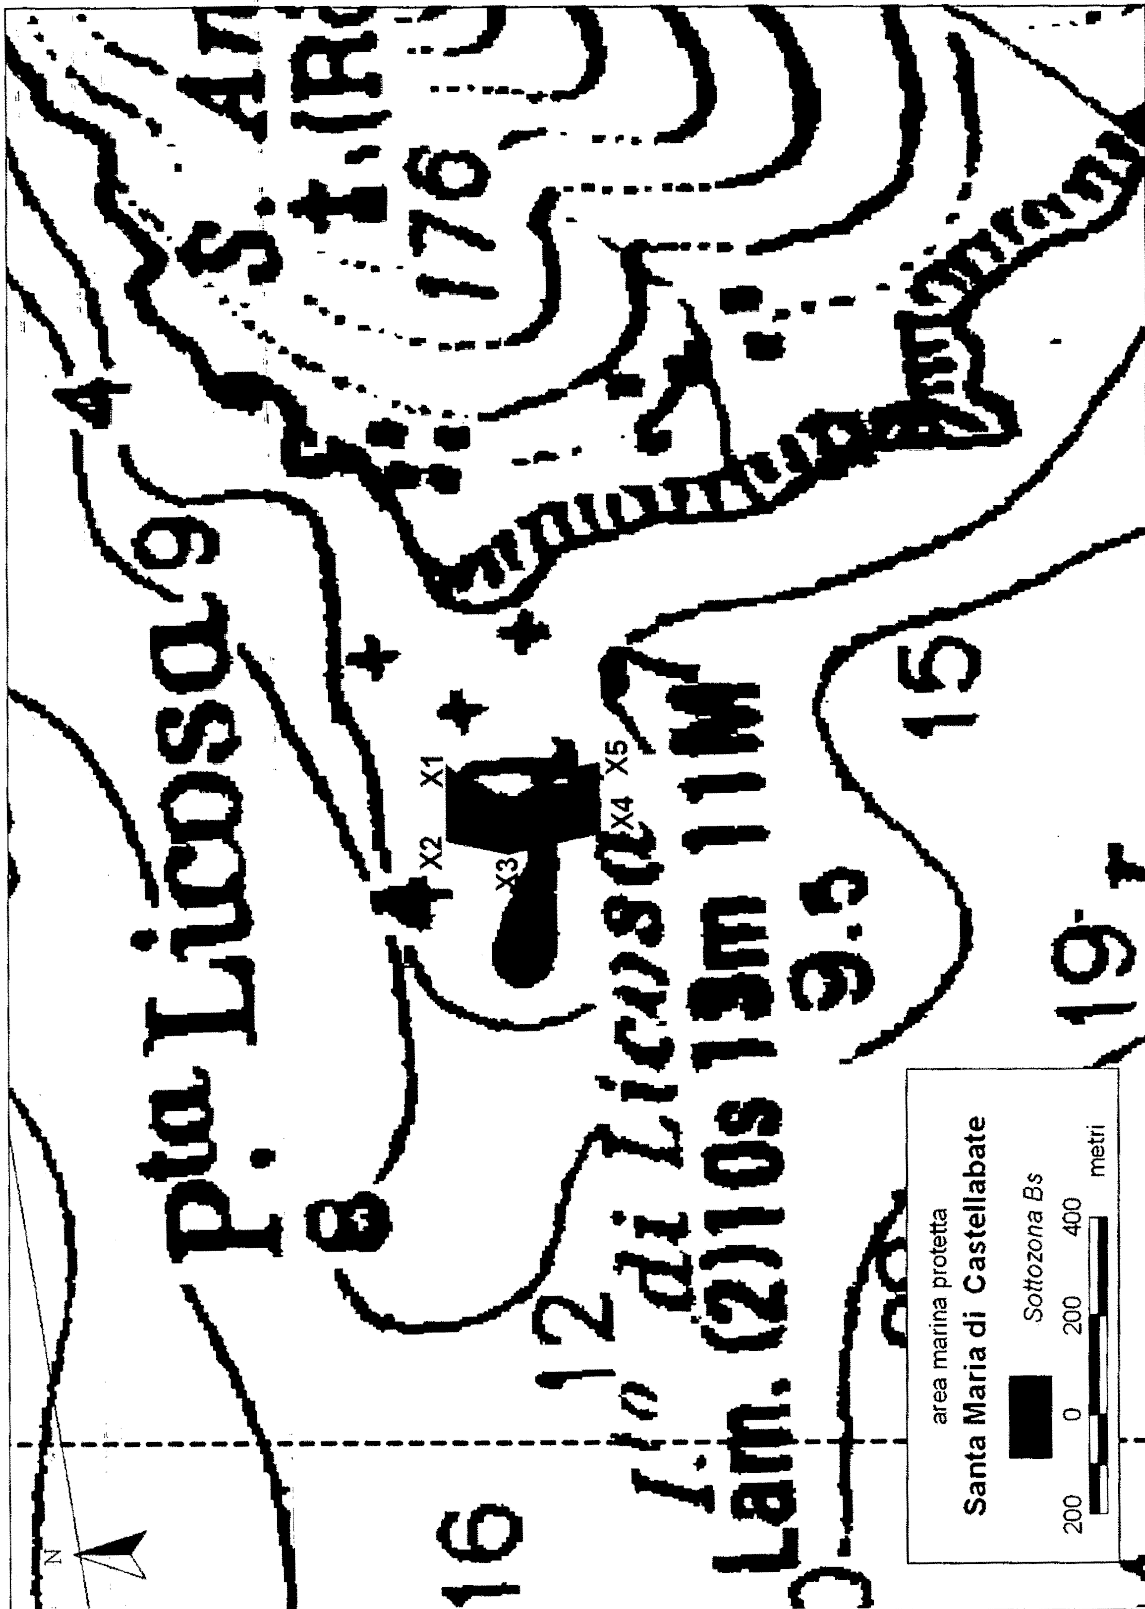 4
9
Pta Licosa
S. An
t. (R
176
X1
X2
X3
X4
X5
4
8
7
I. di Licosa
Lam. (2)10s 13m 11M
9.5
12
15
16
19
r
N
area marina protetta
Santa Maria di Castellabate
Sottozona Bs
200 0 200 400
metri